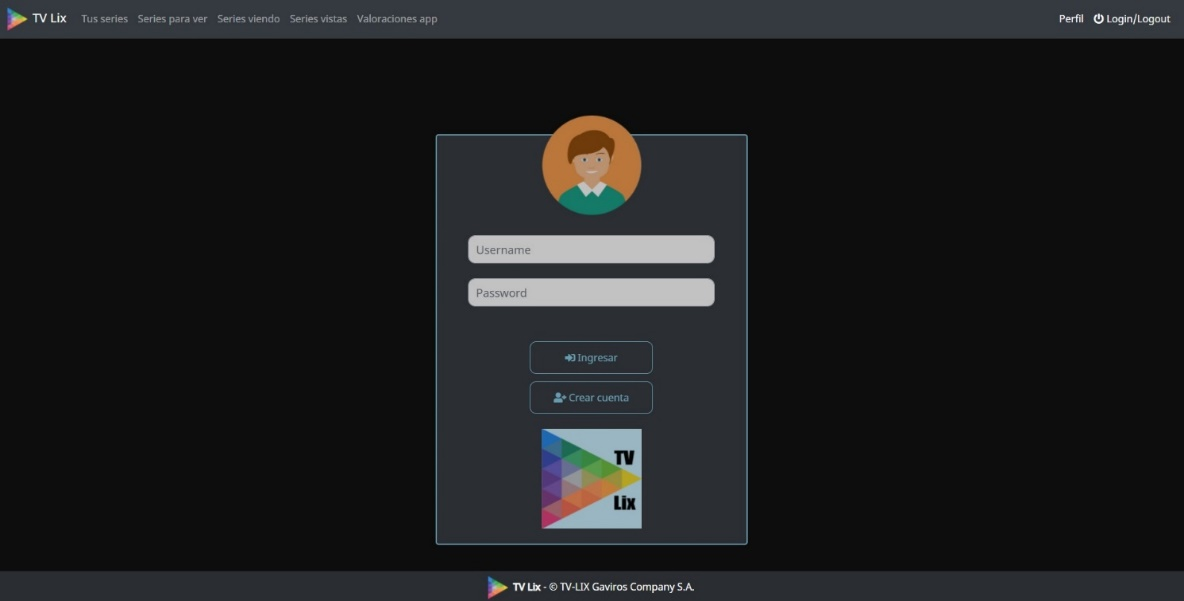 TV Lix Tus series Series para ver Series viendo Series vistas Valoraciones app Perfil Login/Logout
Username
Password
Ingresar
Crear cuenta
TV
Lix
TV Lix - © TV-LIX Gaviros Company S.A.